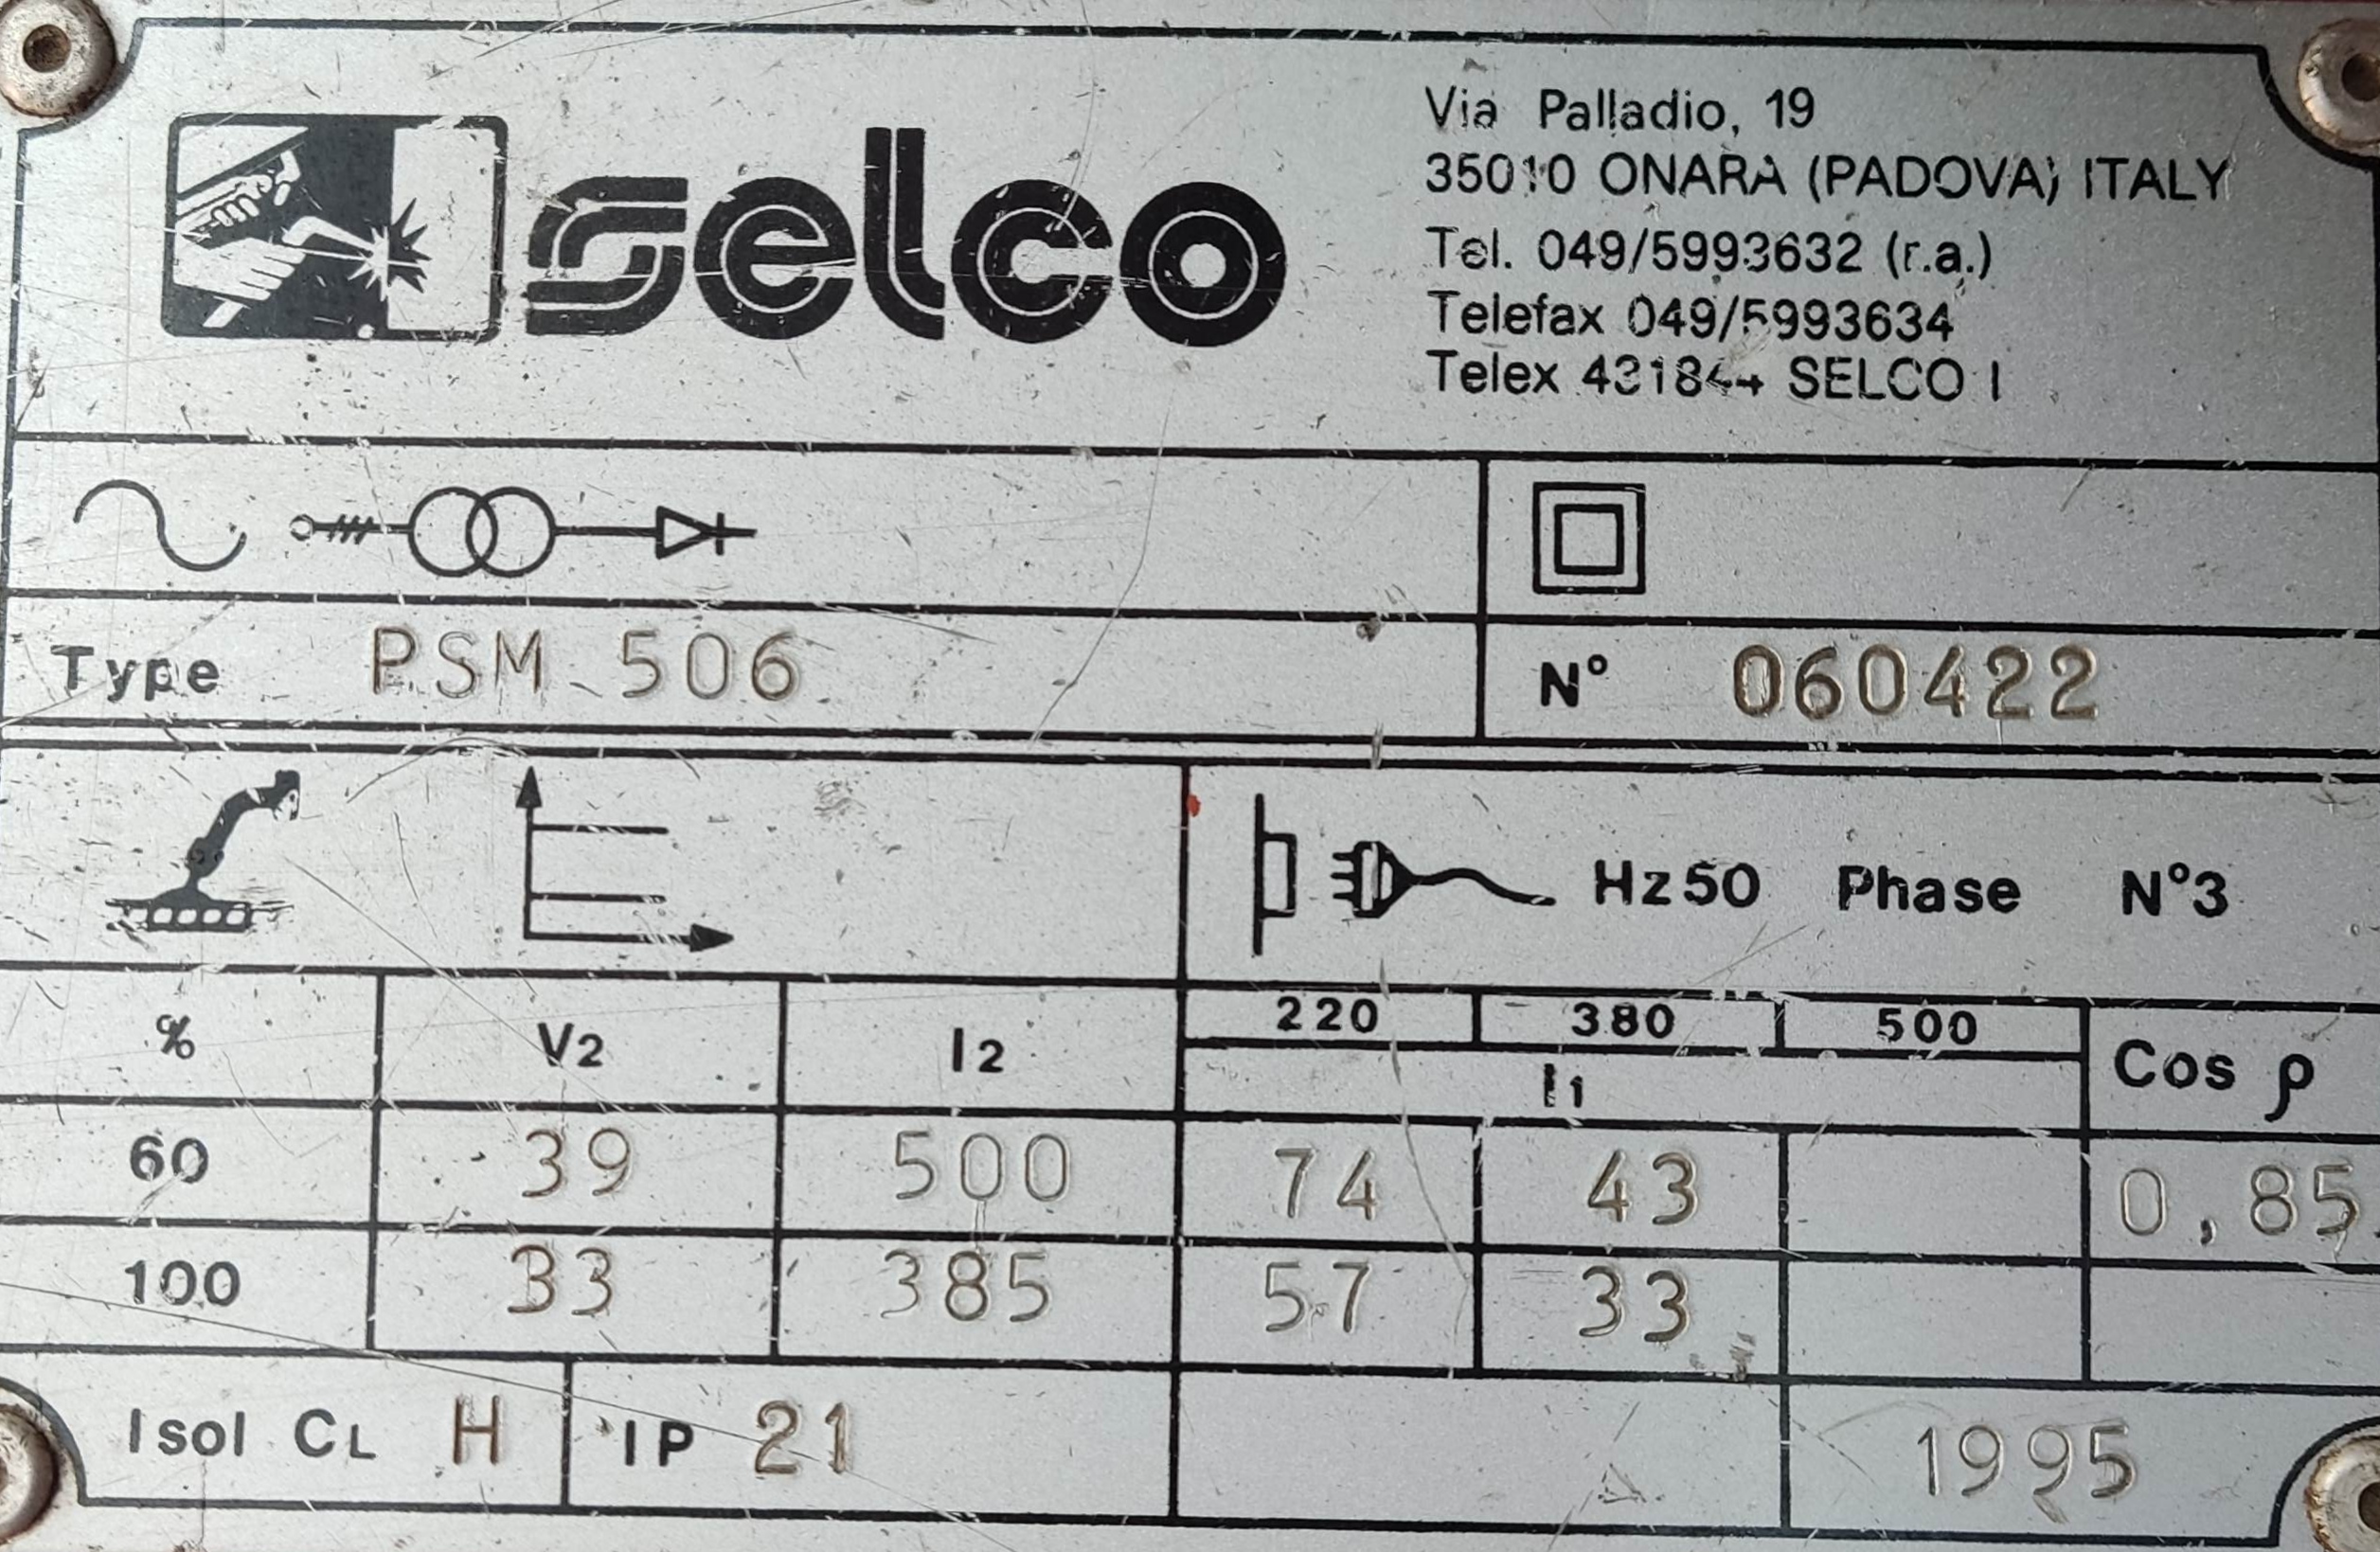 selco
Via Palladio, 19
35010 ONARA (PADOVA) ITALY
Tel. 049/5993632 (r.a.)
Telefax 049/5993634
Telex 431844 SELCO I
Type PSM 506
N° 060422
Hz 50 Phase N°3
% V2 I2 220 380 500 Cos ρ
I1
60 39 500 74 43 0,85
100 33 385 57 33
Isol CL H IP 21 1995